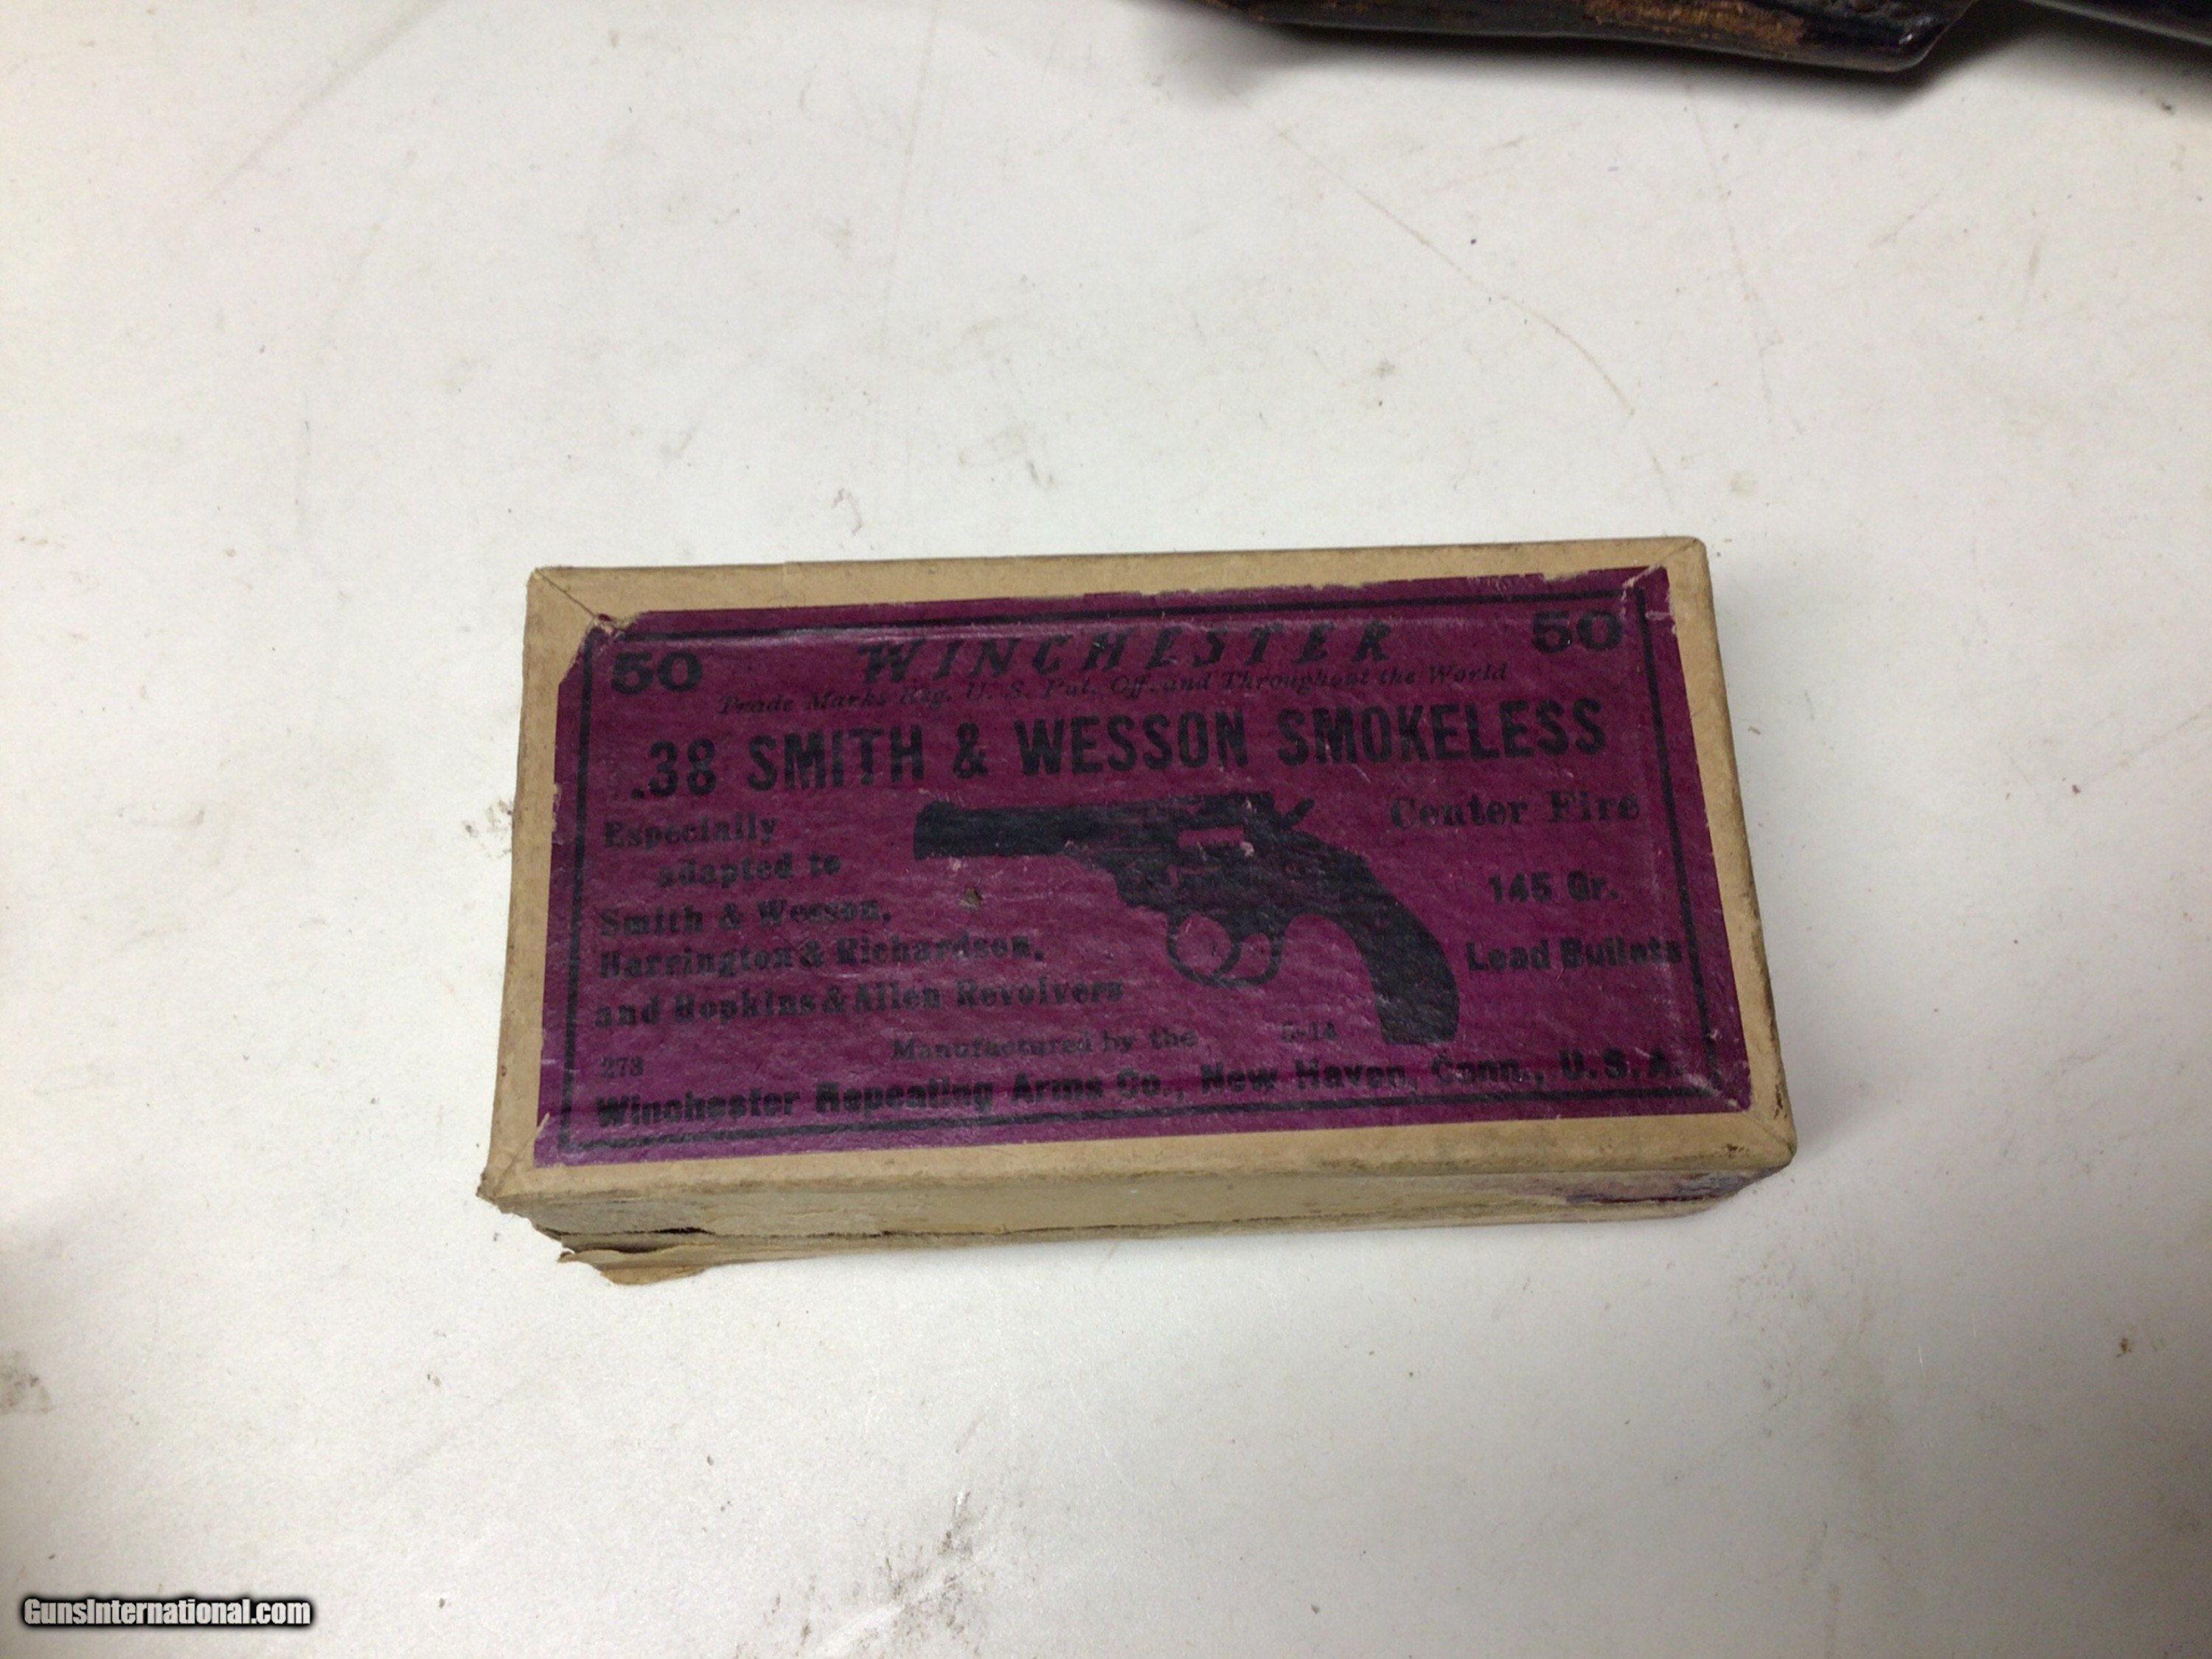 50 WINCHESTER 50
Trade Marks Reg. U. S. Pat. Off. and Throughout the World
.38 SMITH & WESSON SMOKELESS
Especially
adapted to
Smith & Wesson,
Harrington & Richardson,
and Hopkins & Allen Revolvers
Center Fire
145 Gr.
Lead Bullets
273
Manufactured by the 5-14
Winchester Repeating Arms Co., New Haven, Conn., U.S.A.
GunsInternational.com